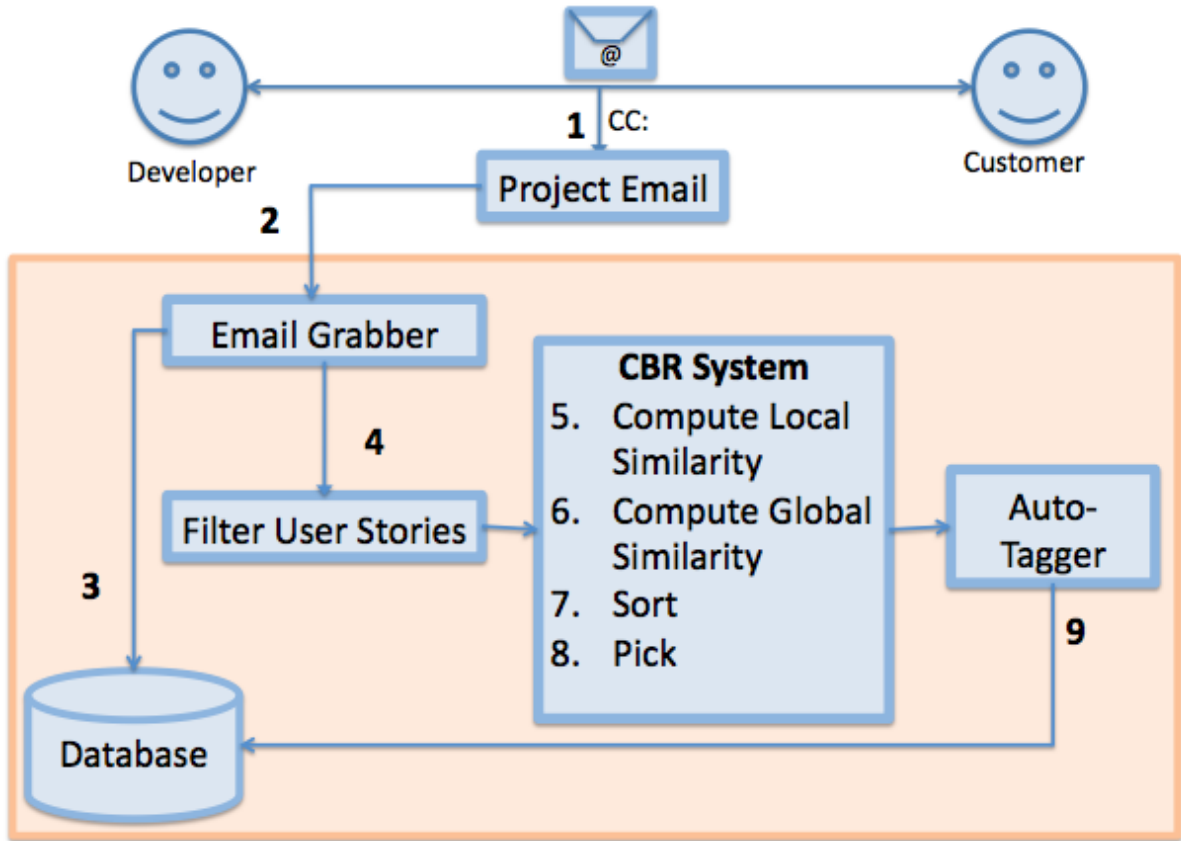 @
1 CC:
Developer
Customer
Project Email
2
Email Grabber
CBR System
5. Compute Local
Similarity
4
Filter User Stories
6. Compute Global
Similarity
7. Sort
8. Pick
Auto-
Tagger
3
9
Database